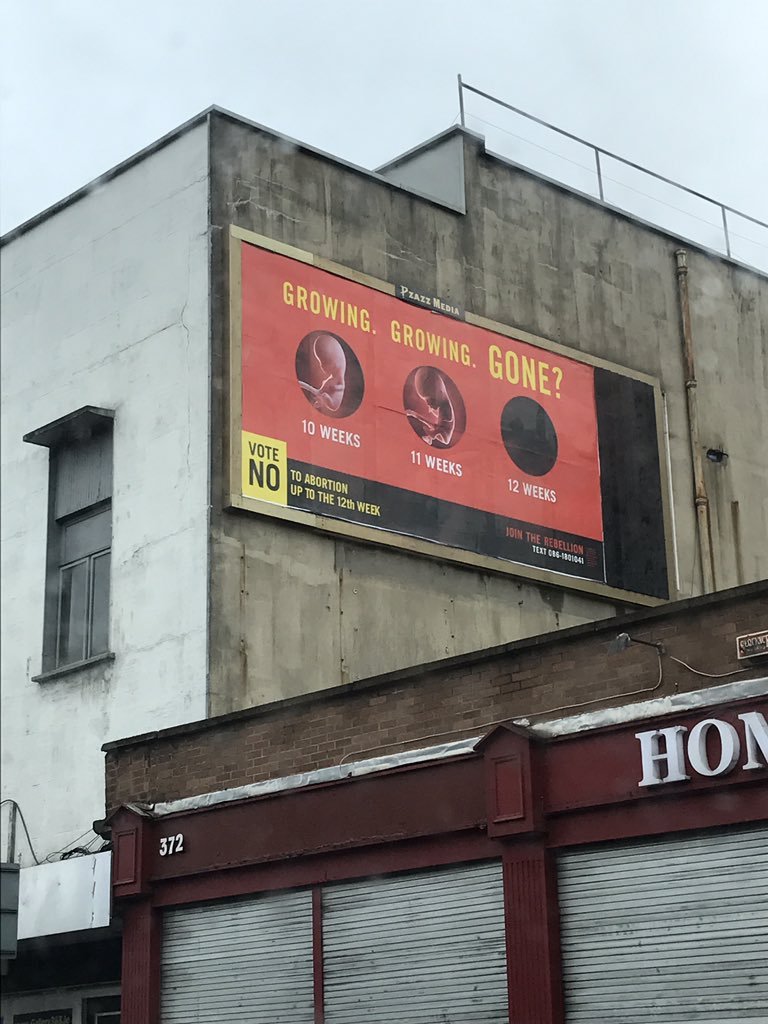 PZAZZ MEDIA
GROWING. GROWING. GONE?
10 WEEKS
11 WEEKS
12 WEEKS
VOTE
NO
TO ABORTION
UP TO THE 12th WEEK
JOIN THE REBELLION
TEXT 086-1801041
HOM
372